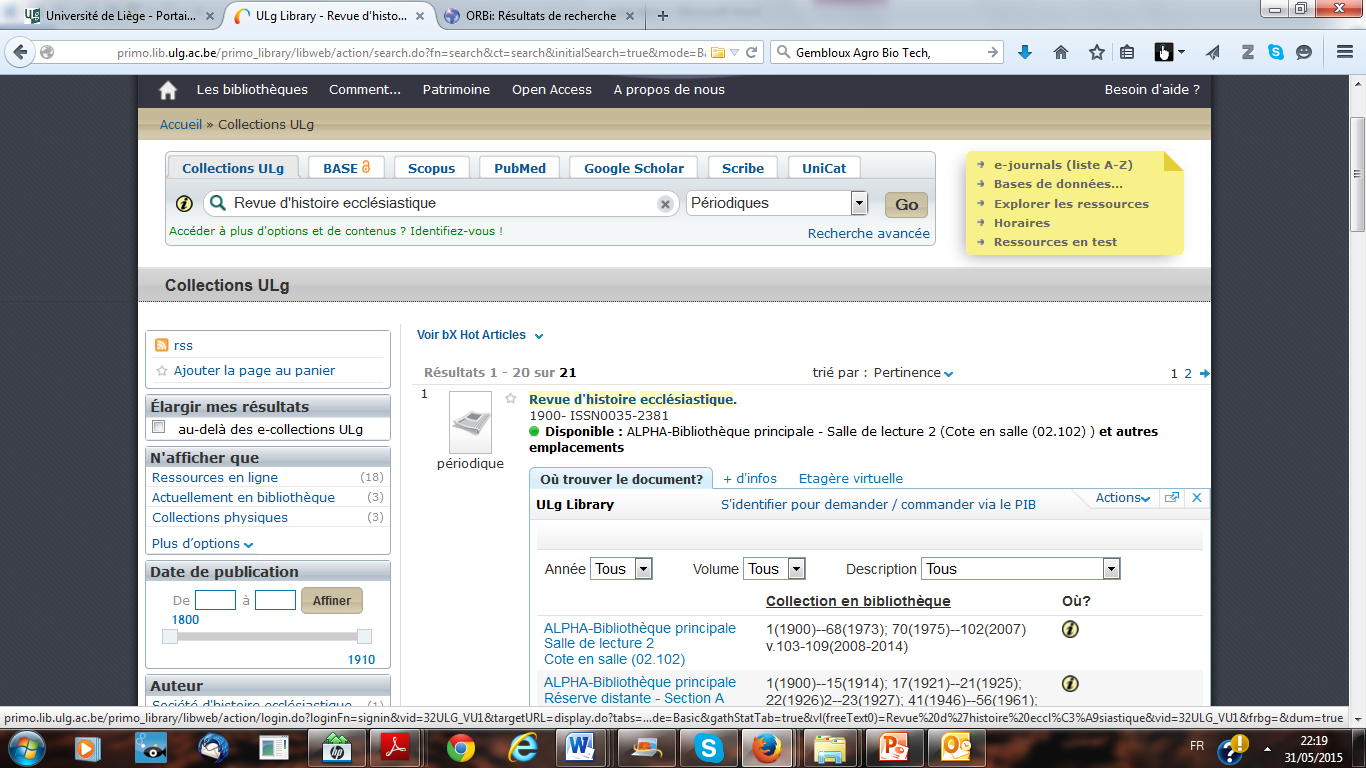 Université de Liège - Portai...
ULg Library - Revue d'histo...
ORBi: Résultats de recherche
primo.lib.ulg.ac.be/primo_library/libweb/action/search.do?fn=search&ct=search&initialSearch=true&mode=Ba
Gembloux Agro Bio Tech,
Les bibliothèques Comment... Patrimoine Open Access A propos de nous Besoin d'aide ?
Accueil » Collections ULg
Collections ULg BASE Scopus PubMed Google Scholar Scribe UniCat
Revue d'histoire ecclésiastique Périodiques Go
Accéder à plus d'options et de contenus ? Identifiez-vous !
Recherche avancée
e-journals (liste A-Z)
Bases de données...
Explorer les ressources
Horaires
Ressources en test
Collections ULg
rss
Ajouter la page au panier
Élargir mes résultats
au-delà des e-collections ULg
N'afficher que
Ressources en ligne (18)
Actuellement en bibliothèque (3)
Collections physiques (3)
Plus d'options
Date de publication
De à Affiner
1800
1910
Auteur
Société d'histoire ecclésiastique (1)
Voir bX Hot Articles
Résultats 1 - 20 sur 21 trié par : Pertinence 1 2
1
périodique
Revue d'histoire ecclésiastique.
1900- ISSN0035-2381
Disponible : ALPHA-Bibliothèque principale - Salle de lecture 2 (Cote en salle (02.102) ) et autres
emplacements
Où trouver le document? + d'infos Etagère virtuelle
ULg Library S'identifier pour demander / commander via le PIB Actions
Année Tous Volume Tous Description Tous
Collection en bibliothèque Où?
ALPHA-Bibliothèque principale
Salle de lecture 2
Cote en salle (02.102)
1(1900)--68(1973); 70(1975)--102(2007)
v.103-109(2008-2014)
ALPHA-Bibliothèque principale
Réserve distante - Section A
1(1900)--15(1914); 17(1921)--21(1925);
22(1926)2--23(1927); 41(1946)--56(1961);
primo.lib.ulg.ac.be/primo_library/libweb/action/login.do?loginFn=signin&vid=32ULG_VU1&targetURL=display.do?tabs=...de=Basic&gathStatTab=true&vl(freeText0)=Revue%20d%27histoire%20eccl%C3%A9siastique&vid=32ULG_VU1&frbg=&dum=true
FR
22:19
31/05/2015